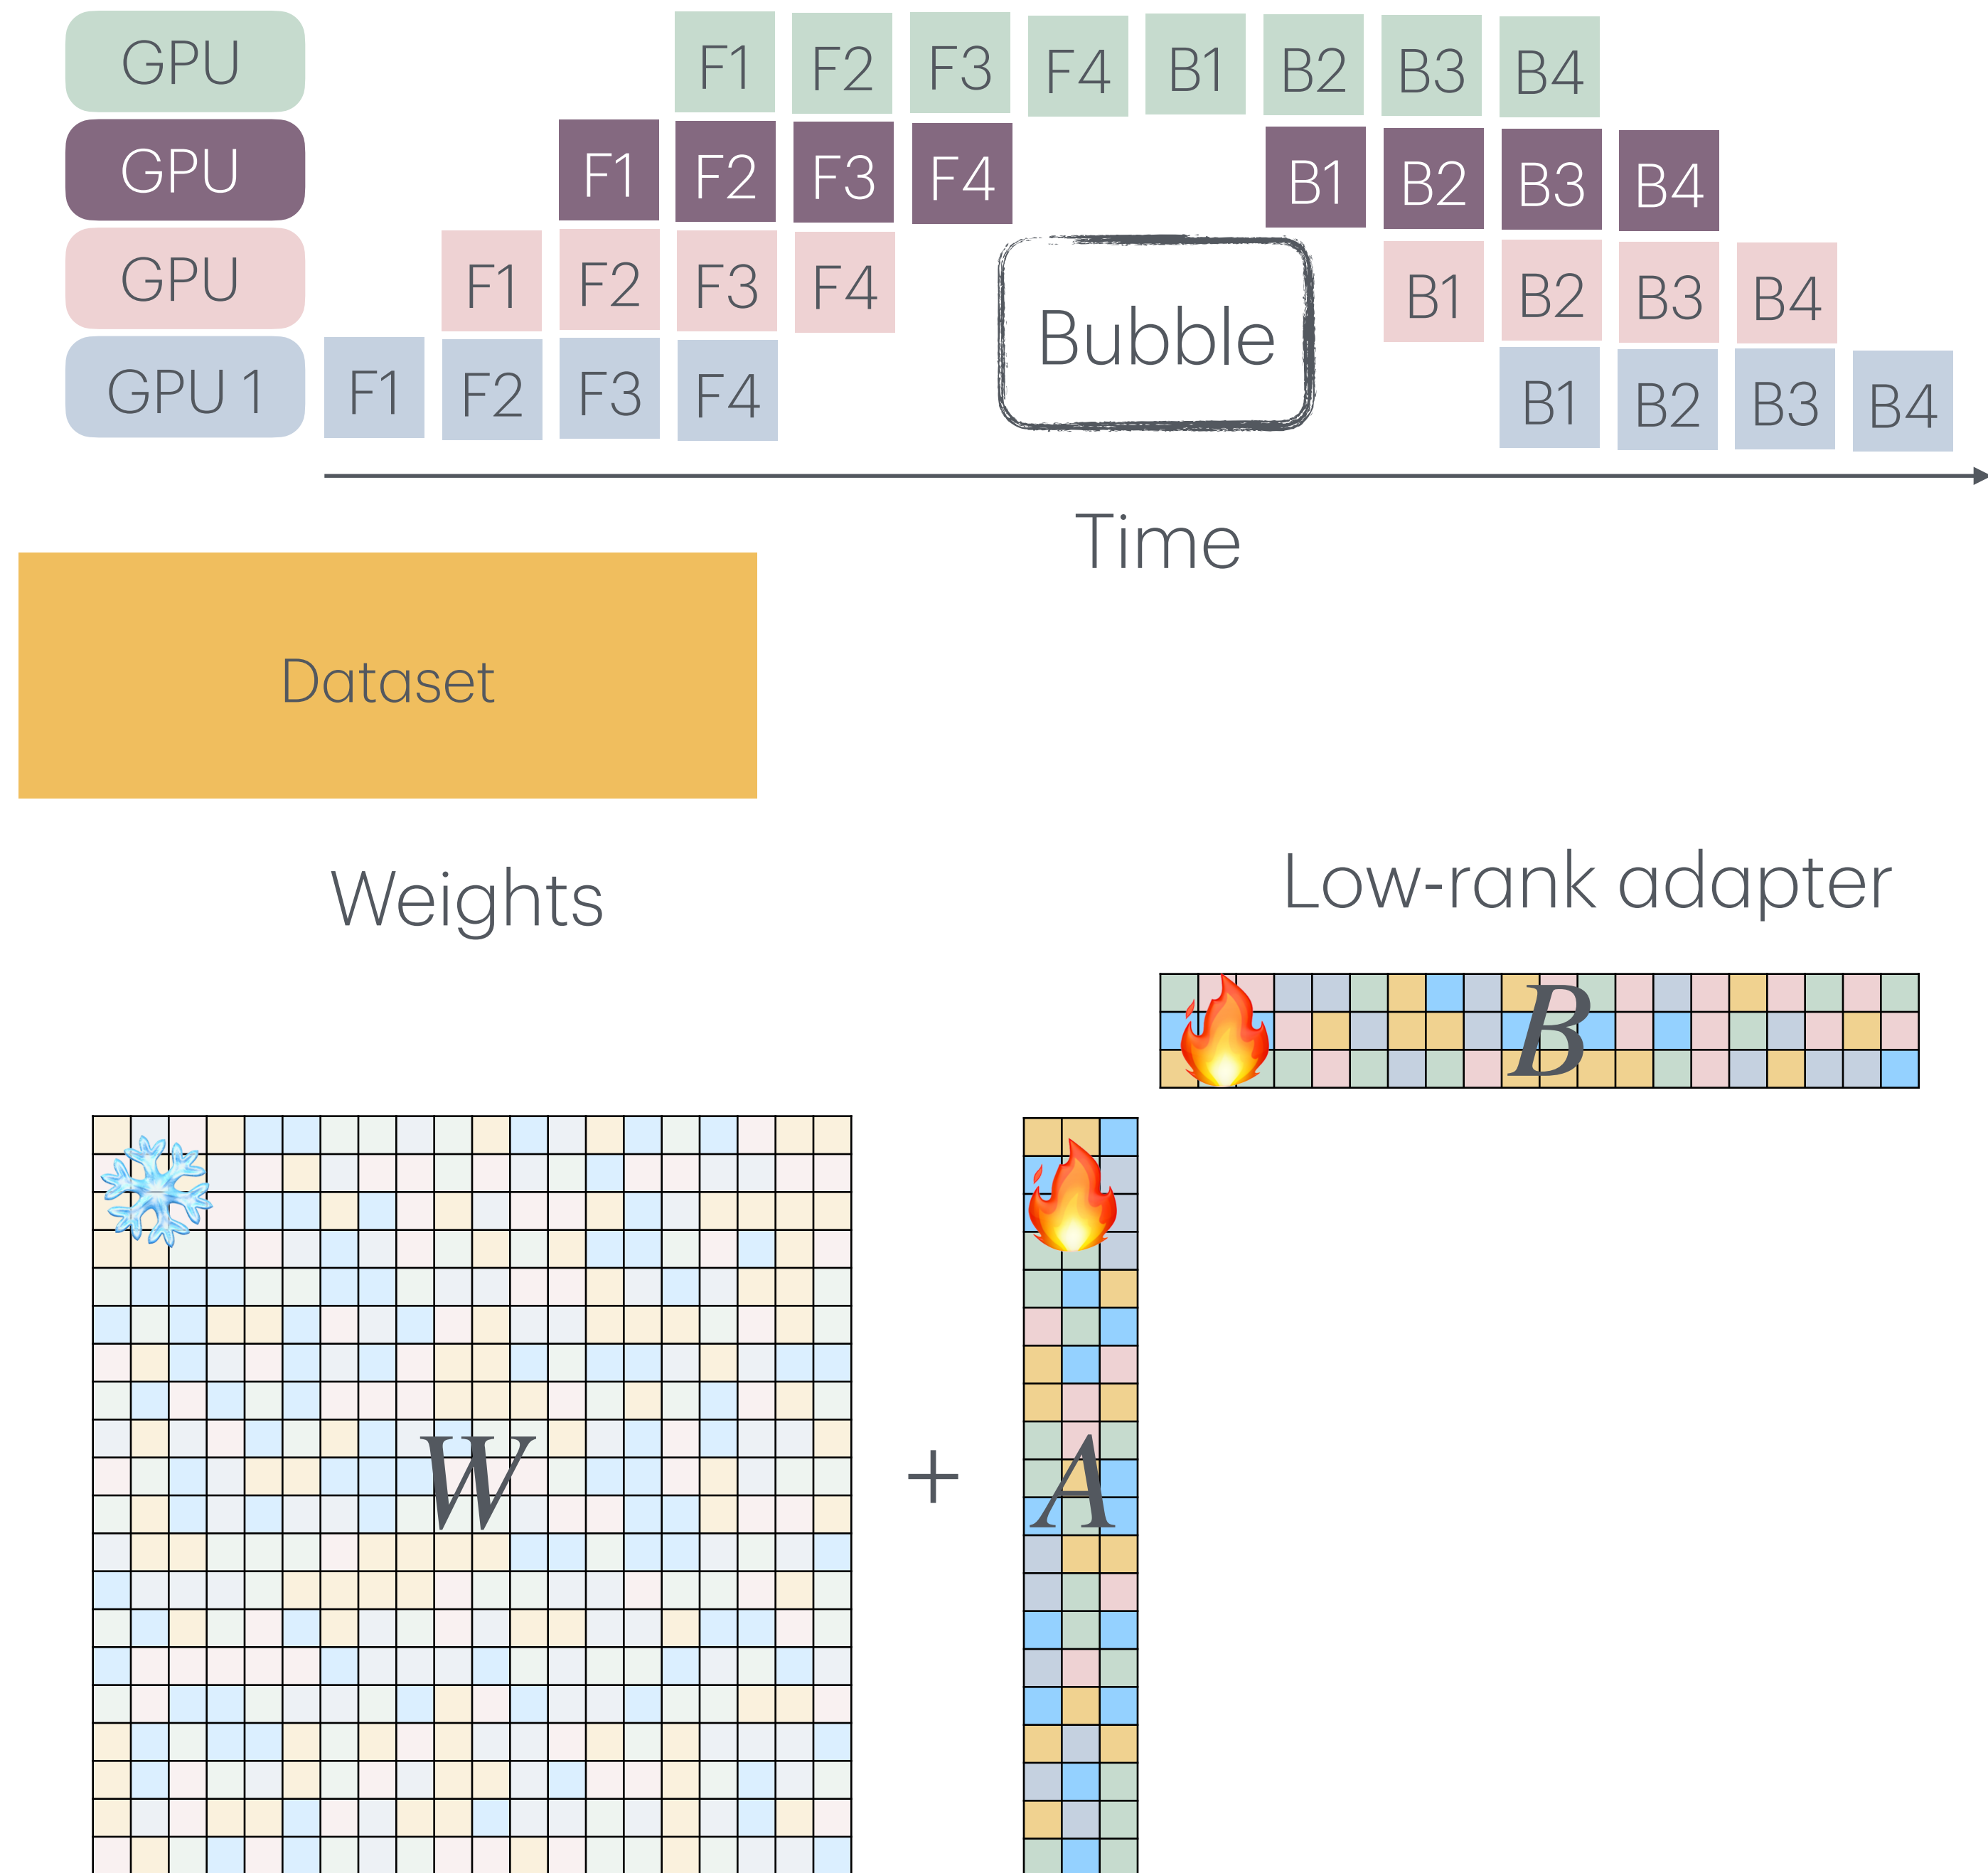 GPU F1 F2 F3 F4 B1 B2 B3 B4
GPU F1 F2 F3 F4 B1 B2 B3 B4
GPU F1 F2 F3 F4 B1 B2 B3 B4
Bubble
GPU 1 F1 F2 F3 F4 B1 B2 B3 B4
Time
Dataset
Weights
Low-rank adapter
B
W
+
A